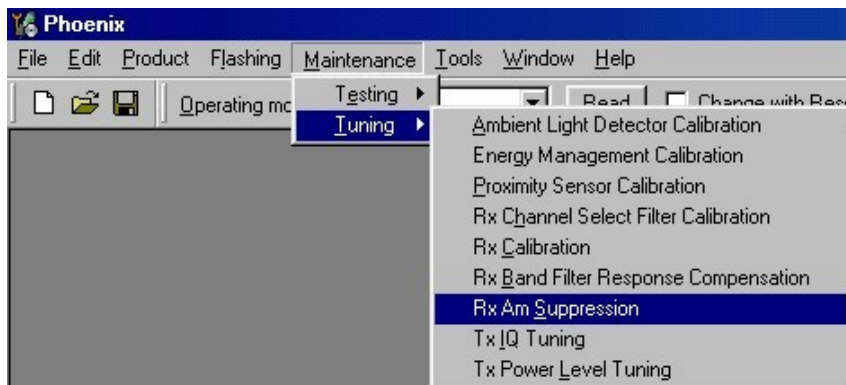 Phoenix
File Edit Product Flashing Maintenance Tools Window Help
Operating mo Read Change with Res
Testing
Tuning
Ambient Light Detector Calibration
Energy Management Calibration
Proximity Sensor Calibration
Rx Channel Select Filter Calibration
Rx Calibration
Rx Band Filter Response Compensation
Rx Am Suppression
Tx IQ Tuning
Tx Power Level Tuning